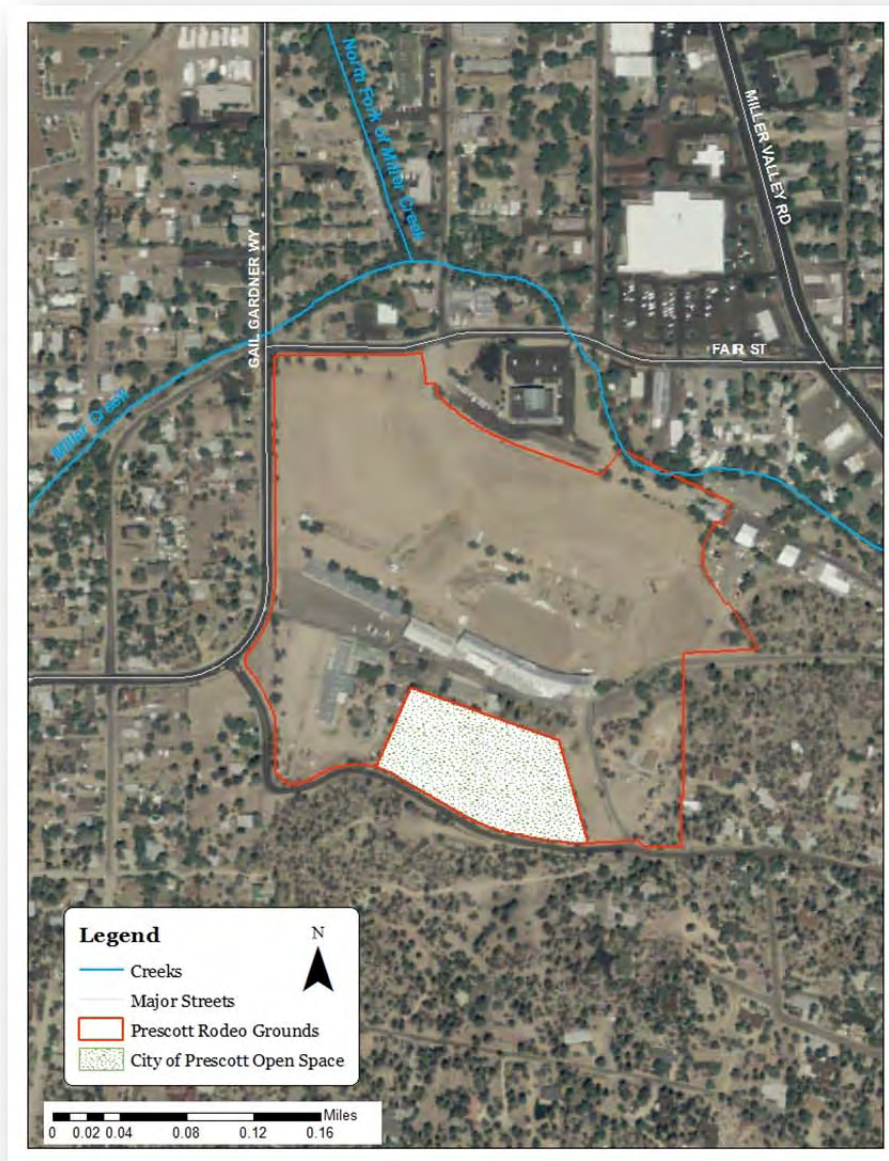 North Fork of Miller Creek
MILLER VALLEY RD
GAIL GARDNER WY
FAIR ST
Miller Creek
Legend
N
Creeks
Major Streets
Prescott Rodeo Grounds
City of Prescott Open Space
Miles
0 0.02 0.04 0.08 0.12 0.16